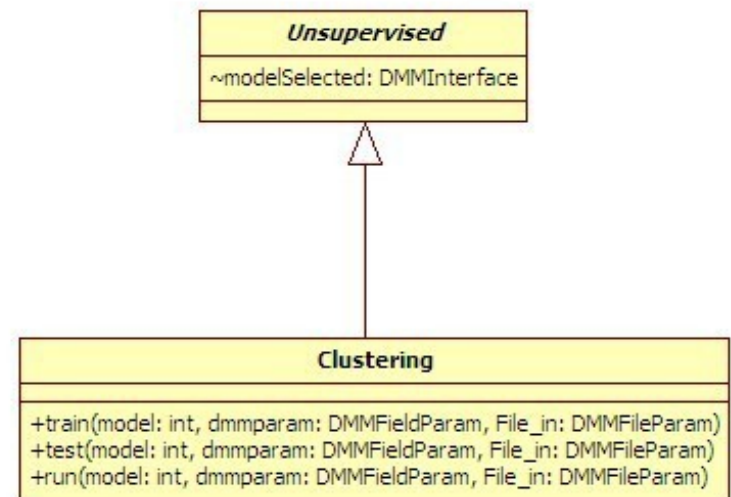 Unsupervised
~modelSelected: DMMInterface
Clustering
+train(model: int, dmmparam: DMMFieldParam, File_in: DMMFileParam)
+test(model: int, dmmparam: DMMFieldParam, File_in: DMMFileParam)
+run(model: int, dmmparam: DMMFieldParam, File_in: DMMFileParam)